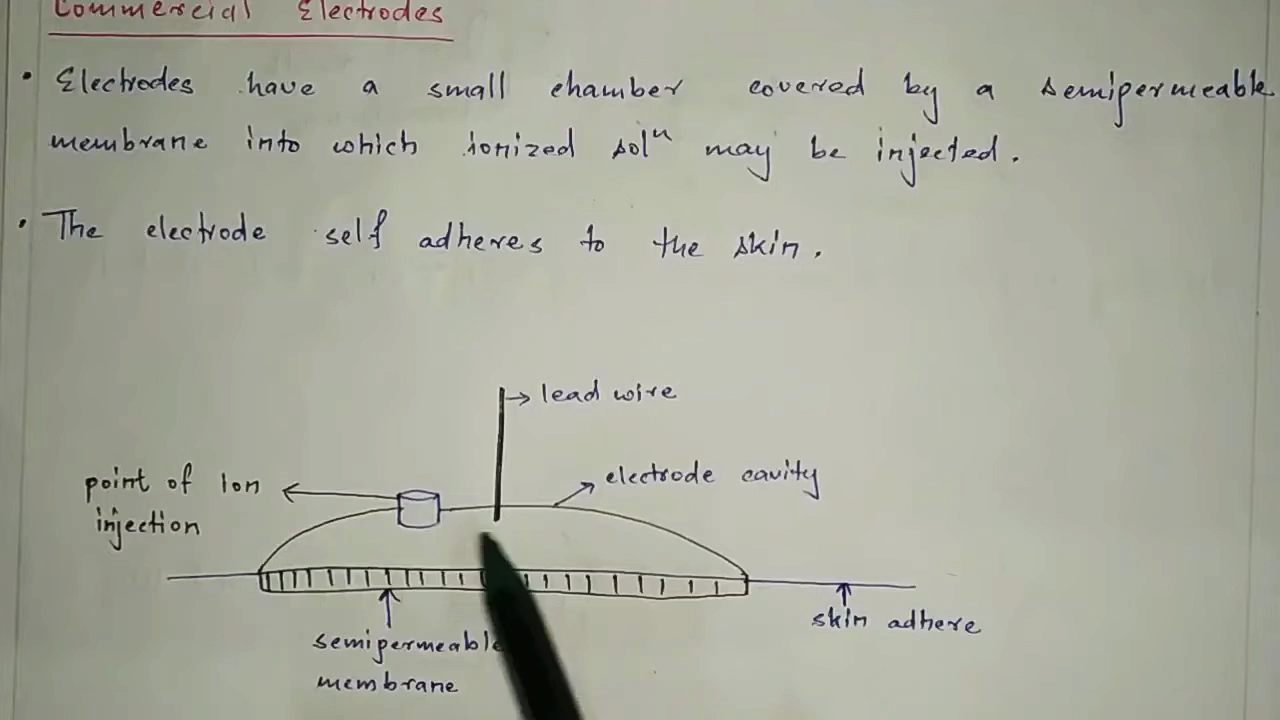 Commercial Electrodes
• Electrodes have a small chamber covered by a semipermeable
membrane into which ionized solⁿ may be injected.
• The electrode self adheres to the skin.
lead wire
electrode cavity
point of Ion
injection
skin adhere
semipermeable
membrane